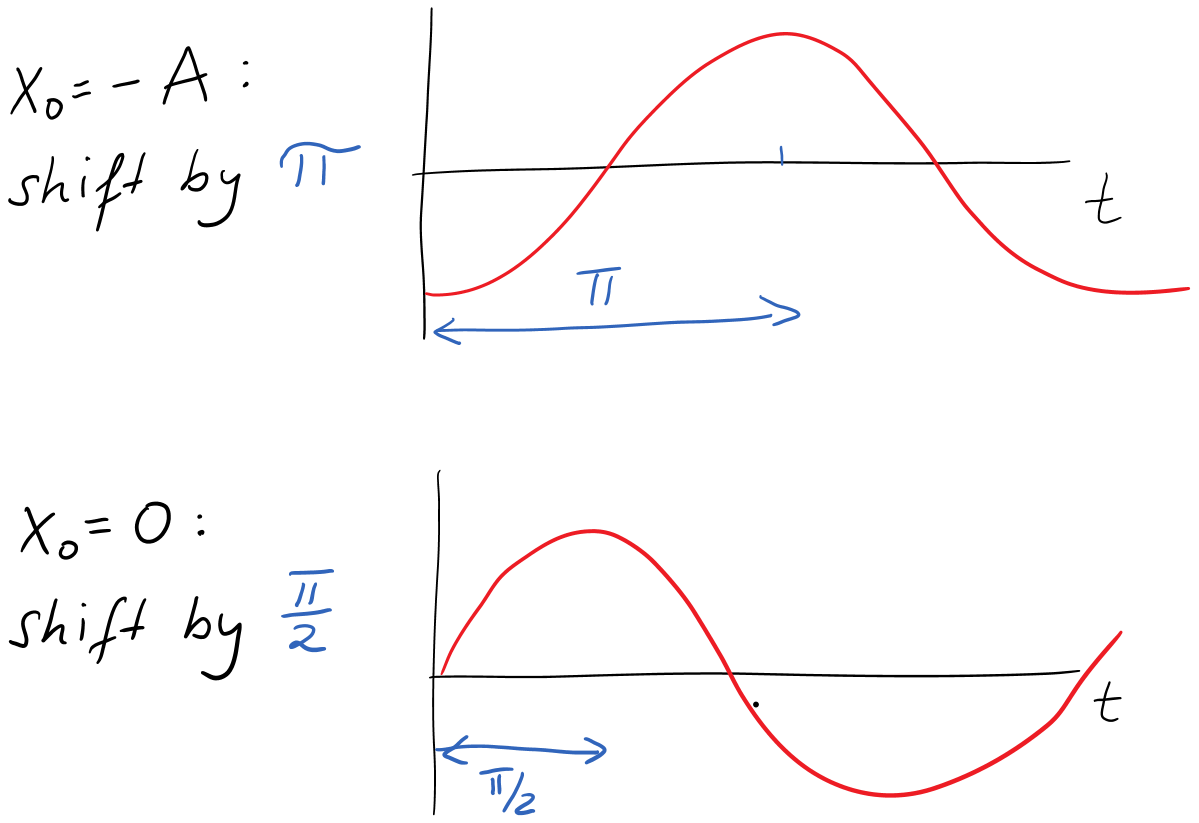 x₀ = - A :
shift by π
t
π
x₀ = 0 :
shift by π/2
t
π/2